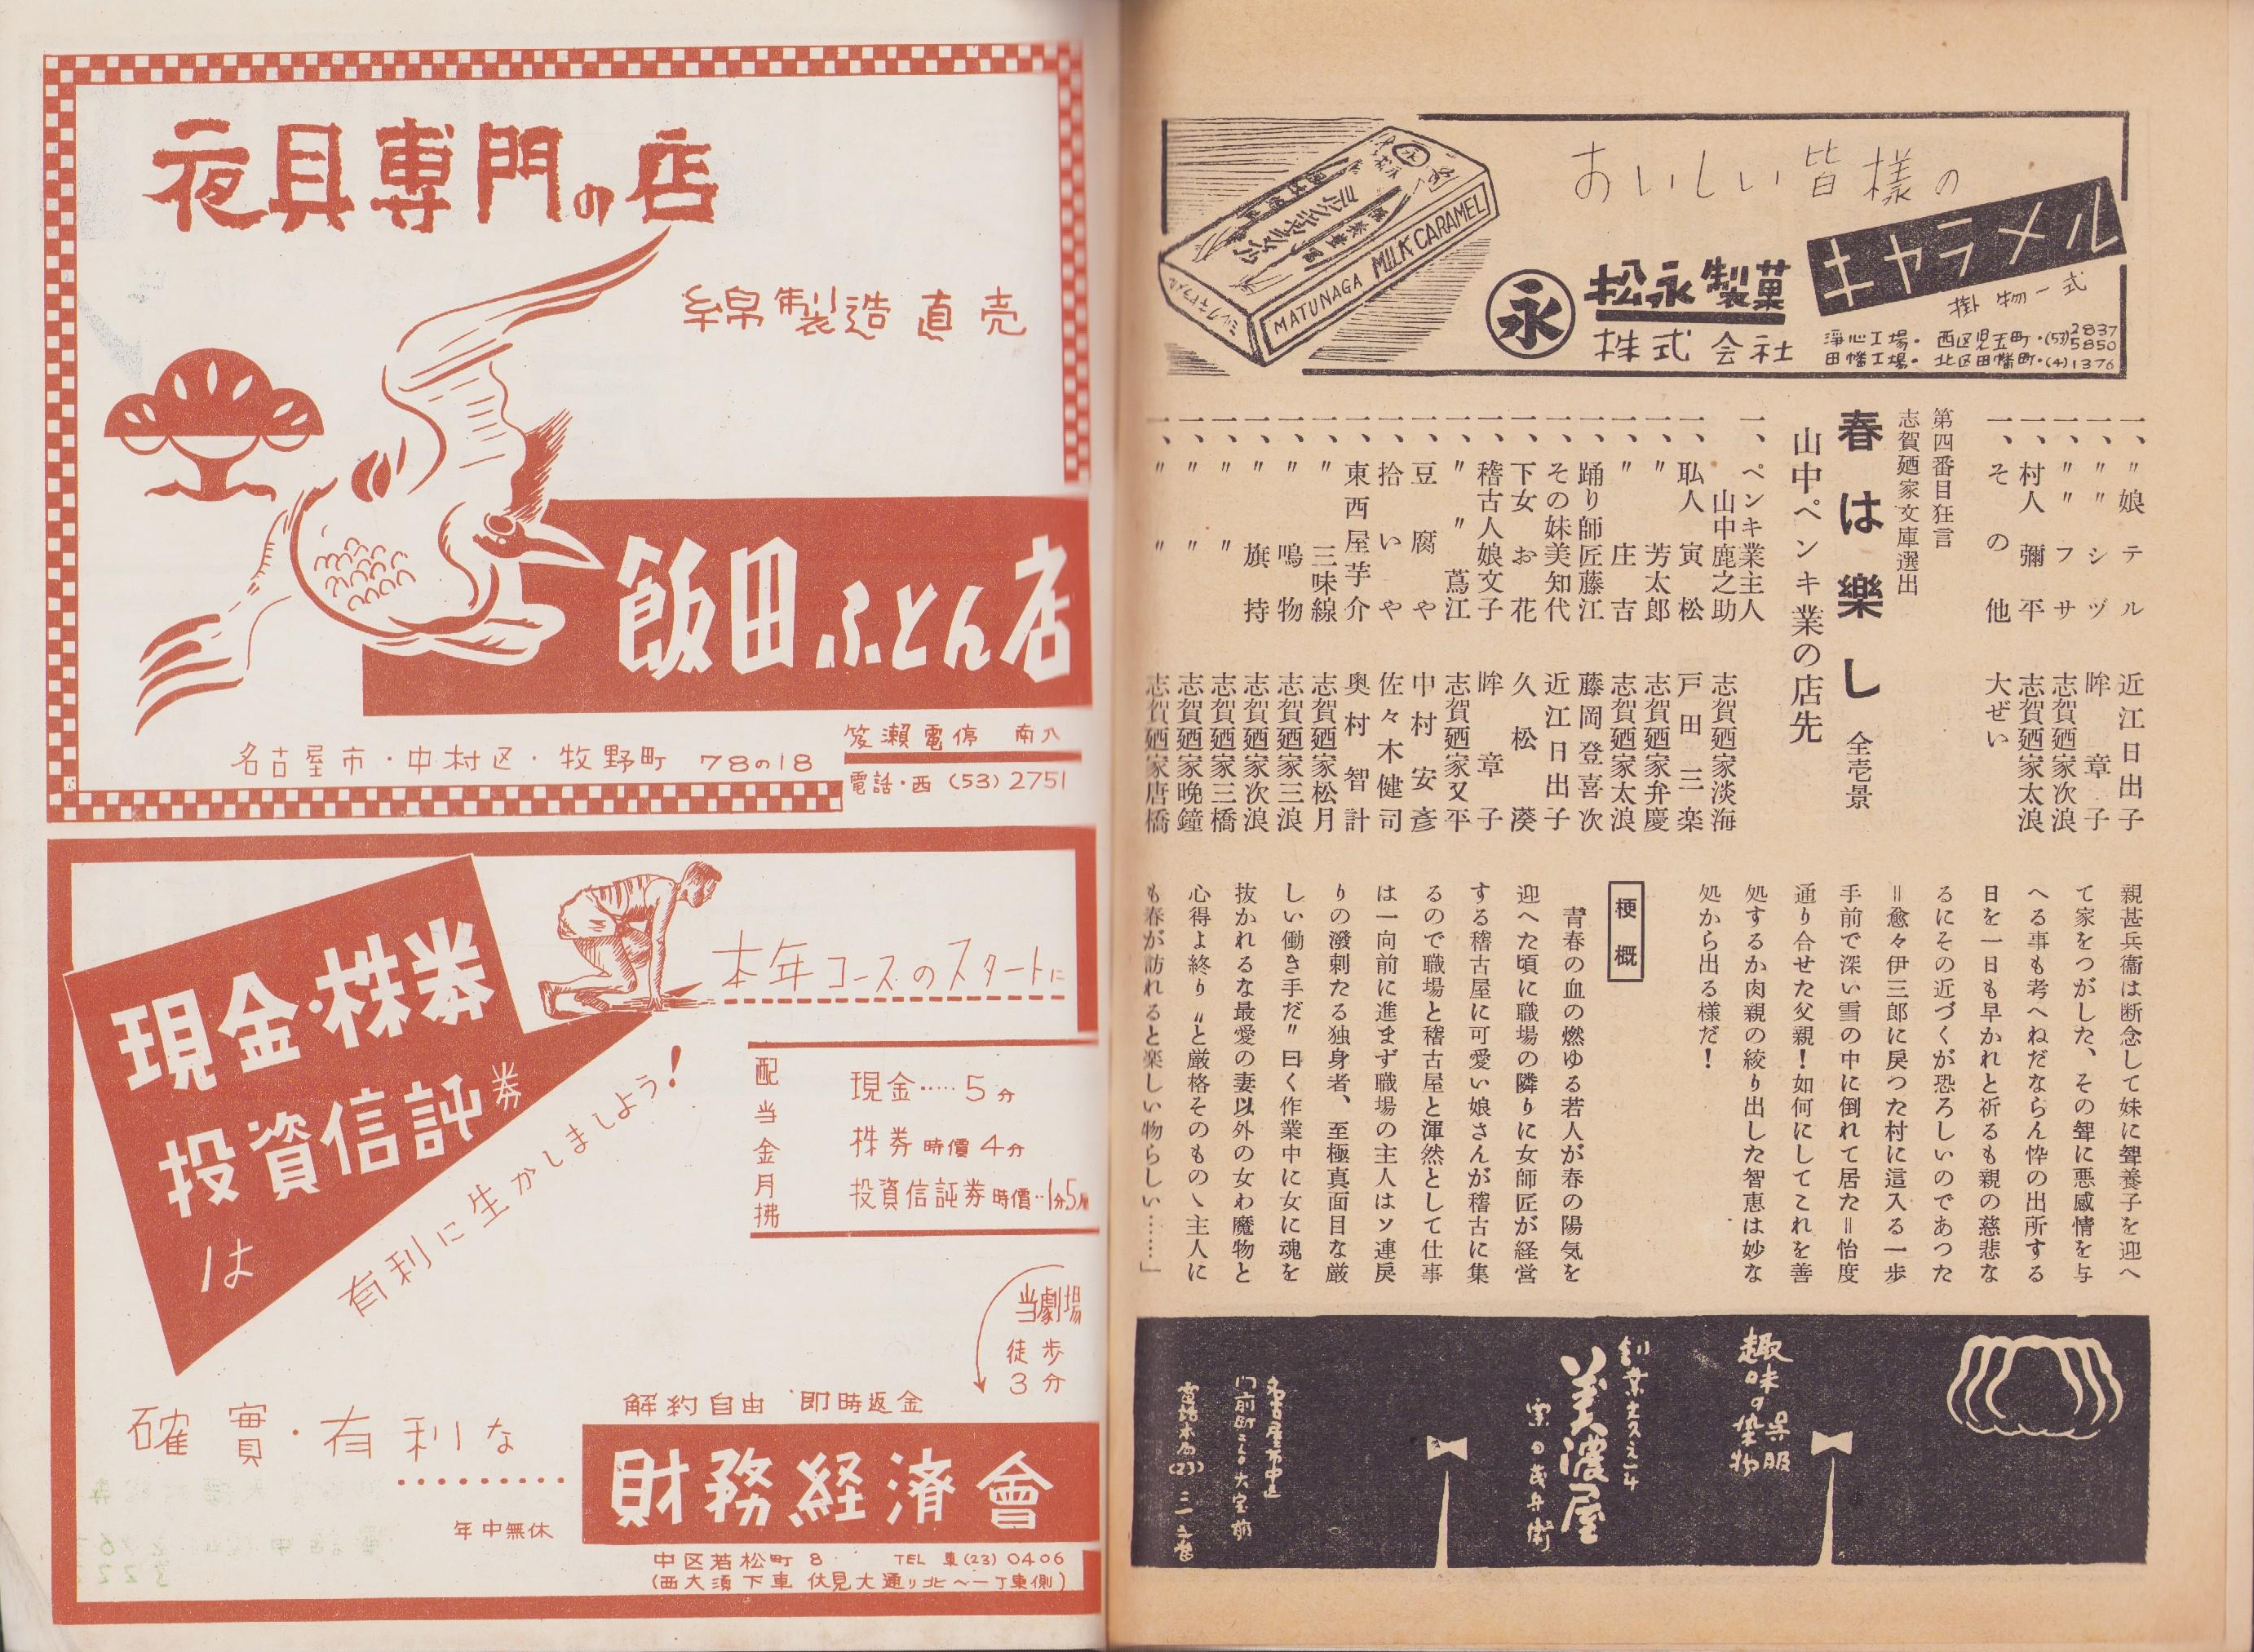 おいしい皆様の
キャラメル
掛物一式
永
松永製菓
株式会社
淨心工場・西区児玉町・(53)2837
5850
田幡工場・北区田幡町・(4)1376
MATUNAGA MILK CARAMEL
ミルクキャラメル
一、〃娘テル 近江日出子
一、〃〃シヅ 眸章子
一、〃〃フサ 志賀廼家次浪
一、村人彌平 志賀廼家太浪
一、その他 大ぜい
第四番目狂言
志賀廼家文庫選出
春は樂し 全壱景
山中ペンキ業の店先
一、ペンキ業主人
山中鹿之助 志賀廼家淡海
一、職人寅松 戸田三楽
一、〃芳太郎 志賀廼家弁慶
一、〃庄吉 志賀廼家太浪
一、踊り師匠藤江 藤岡登喜次
一、その妹美知代 近江日出子
一、下女お花 久松湊
一、稽古人娘文子 眸章子
一、〃〃蔦江 志賀廼家又平
一、豆腐や 中村安彥
一、拾いや 佐々木健司
一、東西屋芋介 奥村智計
一、〃三味線 志賀廼家松月
一、〃鳴物 志賀廼家三浪
一、〃旗持 志賀廼家次浪
一、〃〃 志賀廼家三橋
一、〃〃 志賀廼家晩鐘
一、〃〃 志賀廼家唐橋
親甚兵衞は断念して妹に聟養子を迎へ
て家をつがした、その聟に悪感情を与
へる事も考へねだならん悴の出所する
日を一日も早かれと祈るも親の慈悲な
るにその近づくが恐ろしいのであつた
＝愈々伊三郎に戻つた村に這入る一歩
手前で深い雪の中に倒れて居た＝怡度
通り合せた父親！如何にしてこれを善
処するか肉親の絞り出した智恵は妙な
処から出る様だ！
梗概
青春の血の燃ゆる若人が春の陽気を
迎へた頃に職場の隣りに女師匠が経営
する稽古屋に可愛い娘さんが稽古に集
るので職場と稽古屋と渾然として仕事
は一向前に進まず職場の主人はソ連戻
りの潑剌たる独身者、至極真面目な厳
しい働き手だ〃曰く作業中に女に魂を
抜かれるな最愛の妻以外の女わ魔物と
心得よ終り〃と厳格そのものゝ主人に
も春が訪れると楽しい物らしい……」
趣味の
呉服
染物
創業文久元年
美濃屋
名古屋市中区
門前町
大宝前
夜具専門の店
綿製造直売
飯田ふとん店
名古屋市・中村区・牧野町 78の18
笈瀬電停 南入
電話・西 (53) 2751
本年コースのスタートに
現金・株券
投資信託券
は
有利に生かしましよう!
配当金月拂
現金……5分
株券時價4分
投資信託券時價‥1分5厘
当劇場
徒歩
3分
確實・有利な
解約自由 即時返金
財務経済會
年中無休
中区若松町8 TEL 東(23)0406
(西大須下車 伏見大通り北へ一丁東側)